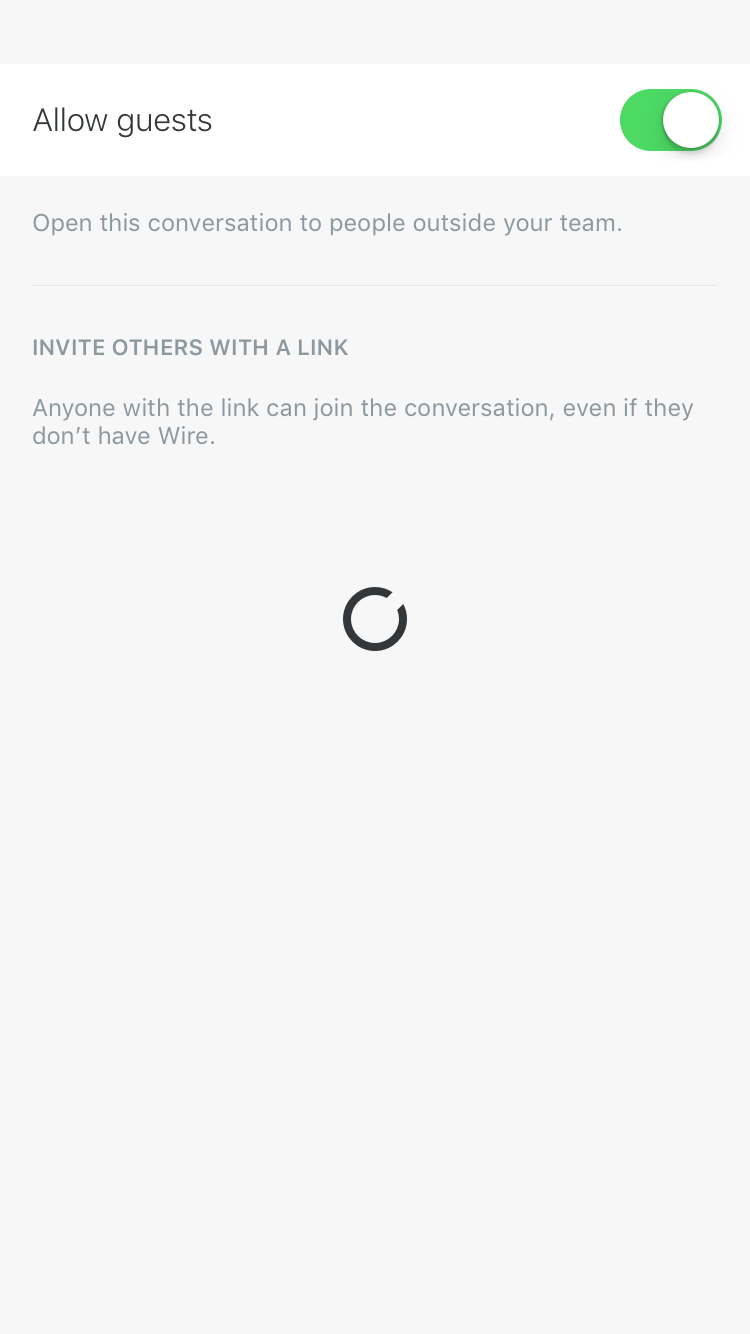 Allow guests
Open this conversation to people outside your team.
INVITE OTHERS WITH A LINK
Anyone with the link can join the conversation, even if they
don’t have Wire.